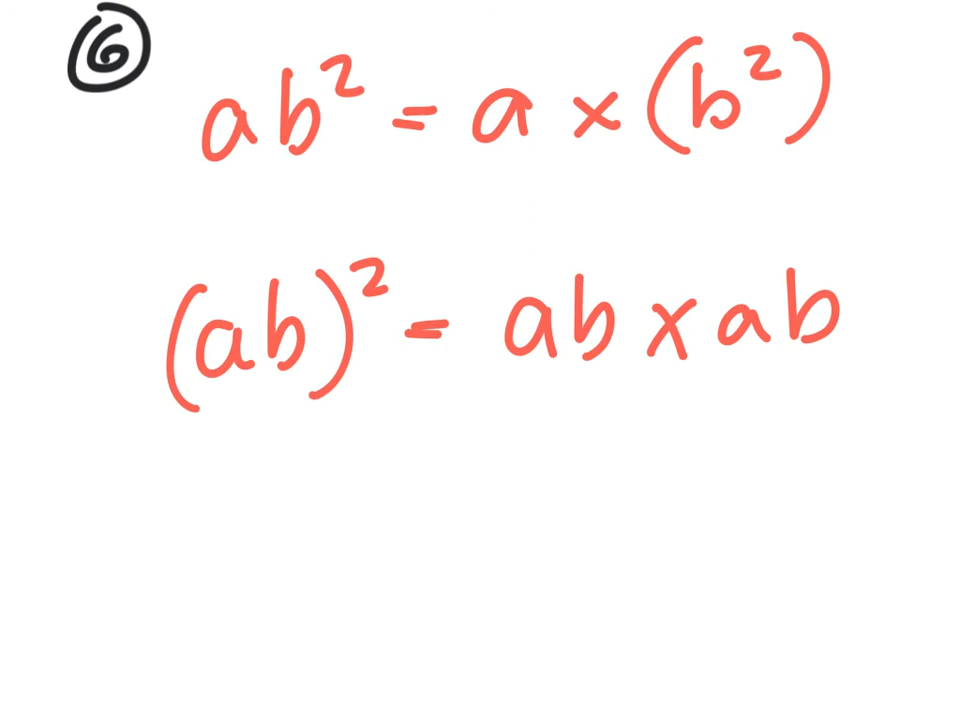 ⑥
ab² = a × (b²)
(ab)² = ab × ab